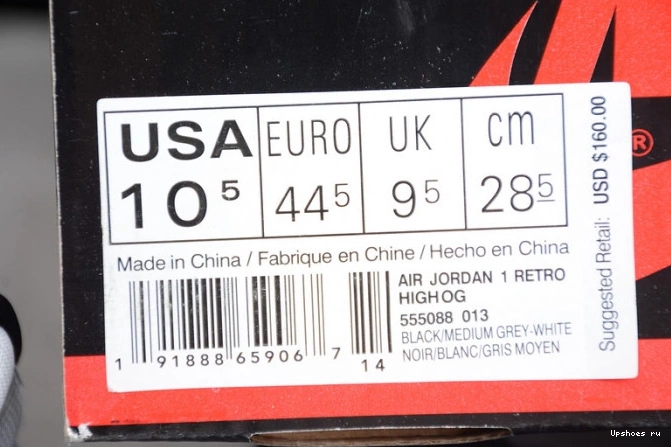 USA EURO UK cm
10⁵ 44⁵ 9⁵ 28⁵
Made in China / Fabrique en Chine / Hecho en China
AIR JORDAN 1 RETRO
HIGH OG
555088 013
BLACK/MEDIUM GREY-WHITE
NOIR/BLANC/GRIS MOYEN
1 91888 65906 7
14
Suggested Retail: USD $160.00
®
Upshoes ru